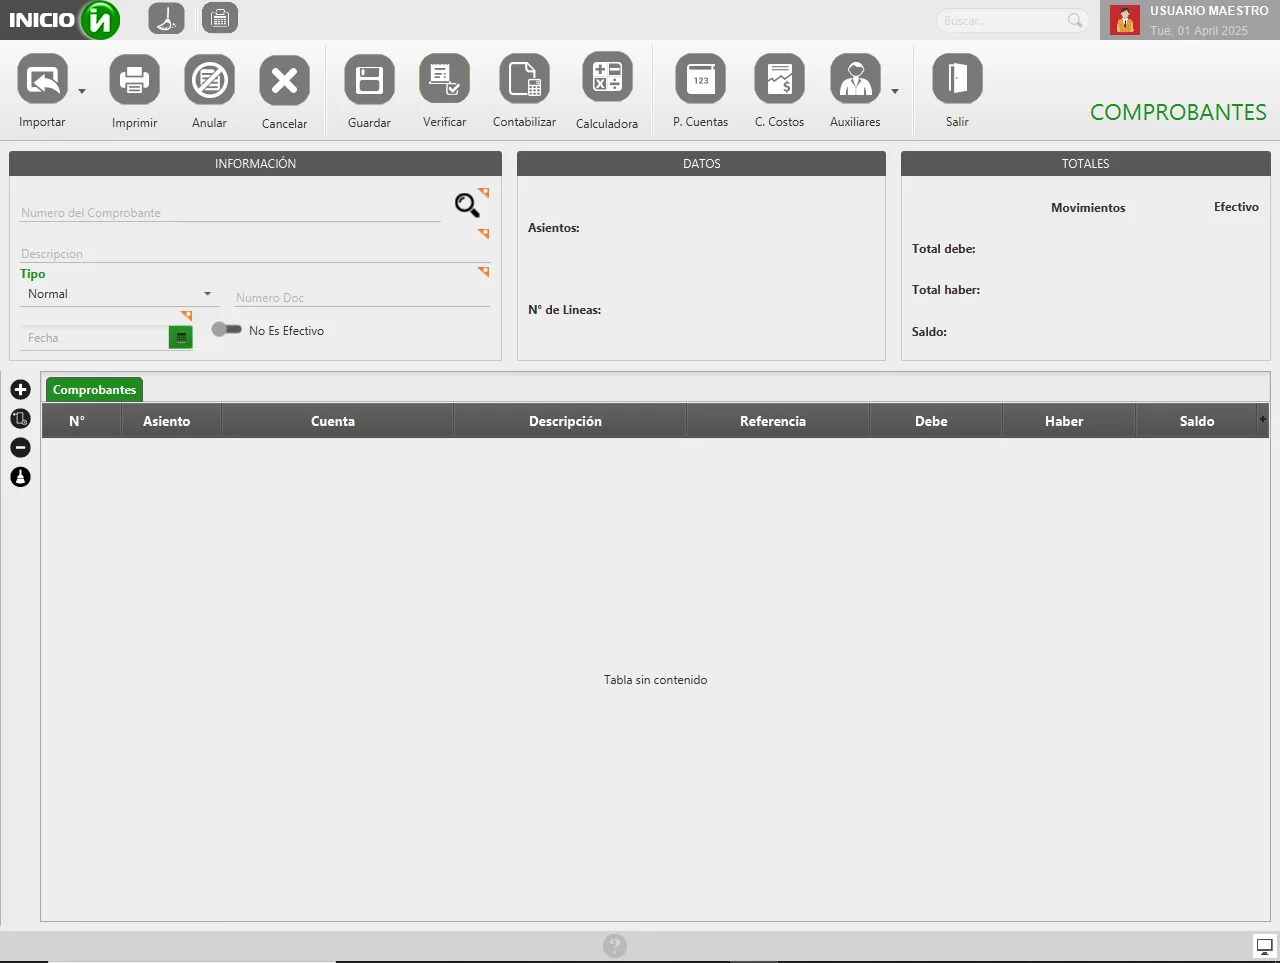 INICIO
Buscar...
USUARIO MAESTRO
Tue, 01 April 2025
Importar
Imprimir
Anular
Cancelar
Guardar
Verificar
Contabilizar
Calculadora
123
P. Cuentas
C. Costos
Auxiliares
Salir
COMPROBANTES
INFORMACIÓN
Numero del Comprobante
Descripcion
Tipo
Normal
Numero Doc
Fecha
No Es Efectivo
DATOS
Asientos:
N° de Lineas:
TOTALES
Movimientos Efectivo
Total debe:
Total haber:
Saldo:
Comprobantes
N° Asiento Cuenta Descripción Referencia Debe Haber Saldo +
Tabla sin contenido
?